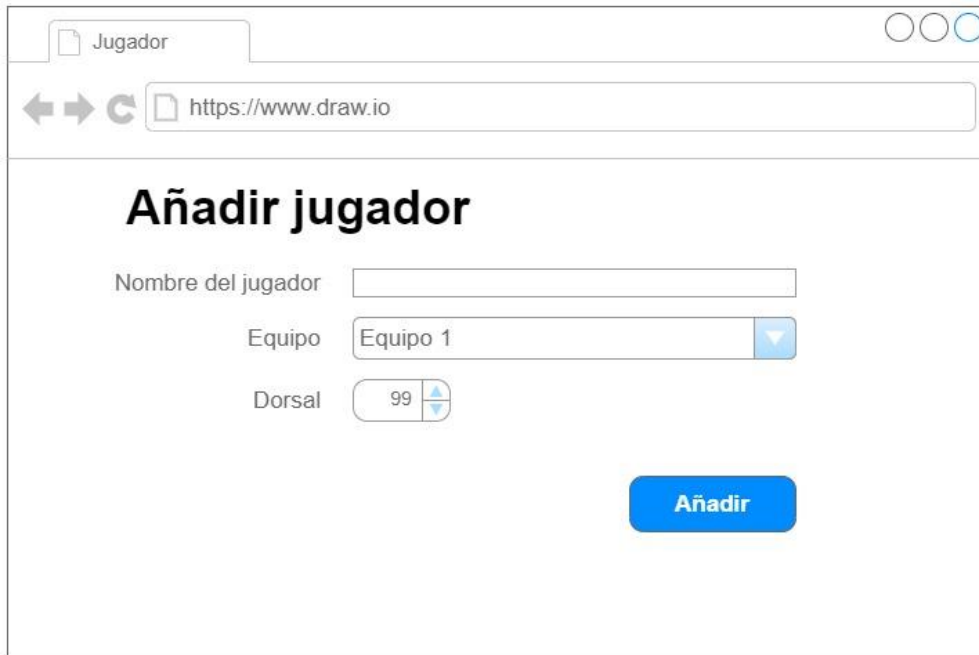 Jugador
https://www.draw.io
Añadir jugador
Nombre del jugador
Equipo Equipo 1
Dorsal 99
Añadir